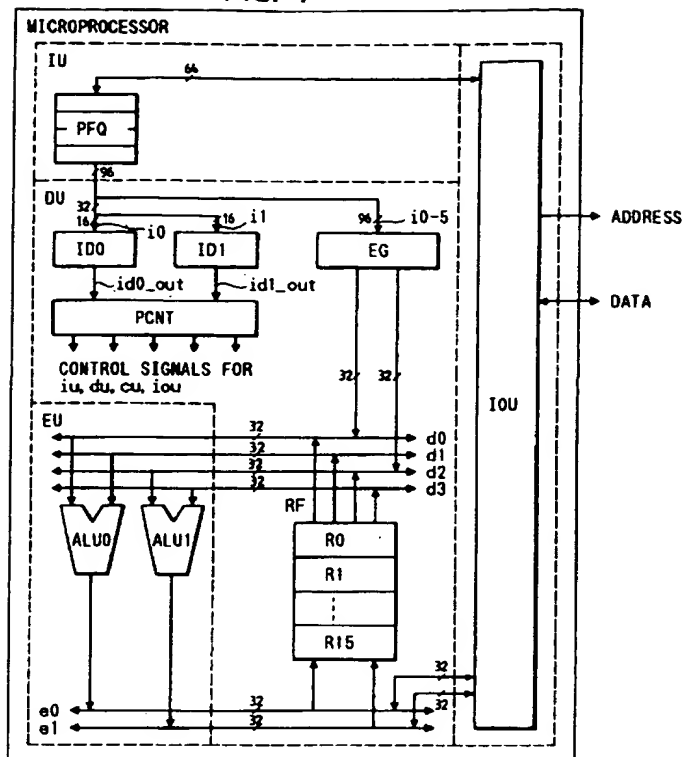 MICROPROCESSOR
IU
64
PFQ
96
DU
32
16
i0
16
i1
96
i0-5
ID0
ID1
EG
ADDRESS
id0_out
id1_out
PCNT
DATA
CONTROL SIGNALS FOR
iu, du, cu, iou
32
32
IOU
EU
32
d0
32
d1
32
d2
32
d3
RF
ALU0
ALU1
R0
R1
R15
32
e0
32
32
e1
32